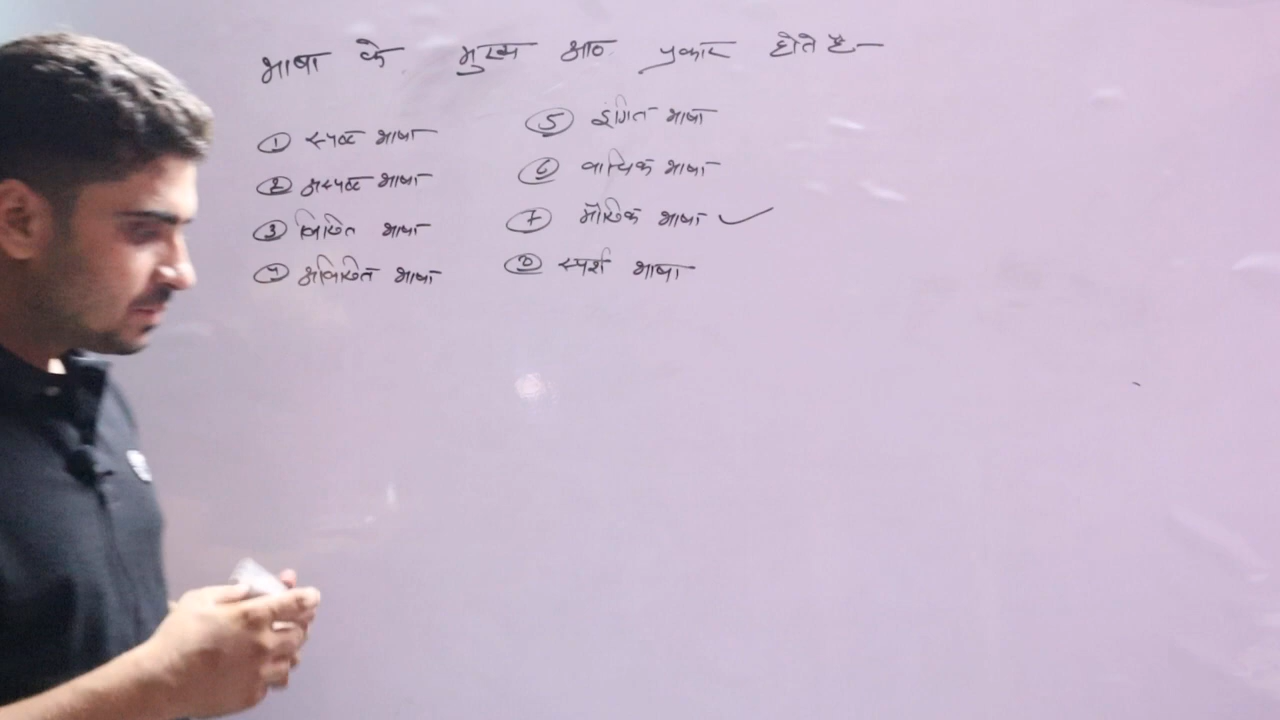 भाषा के मुख्य आठ प्रकार होते है-
① स्पष्ट भाषा
② अस्पष्ट भाषा
③ लिखित भाषा
④ अलिखित भाषा
⑤ इंगित भाषा
⑥ वाचिक भाषा
⑦ मौखिक भाषा ✓
⑧ स्पर्श भाषा